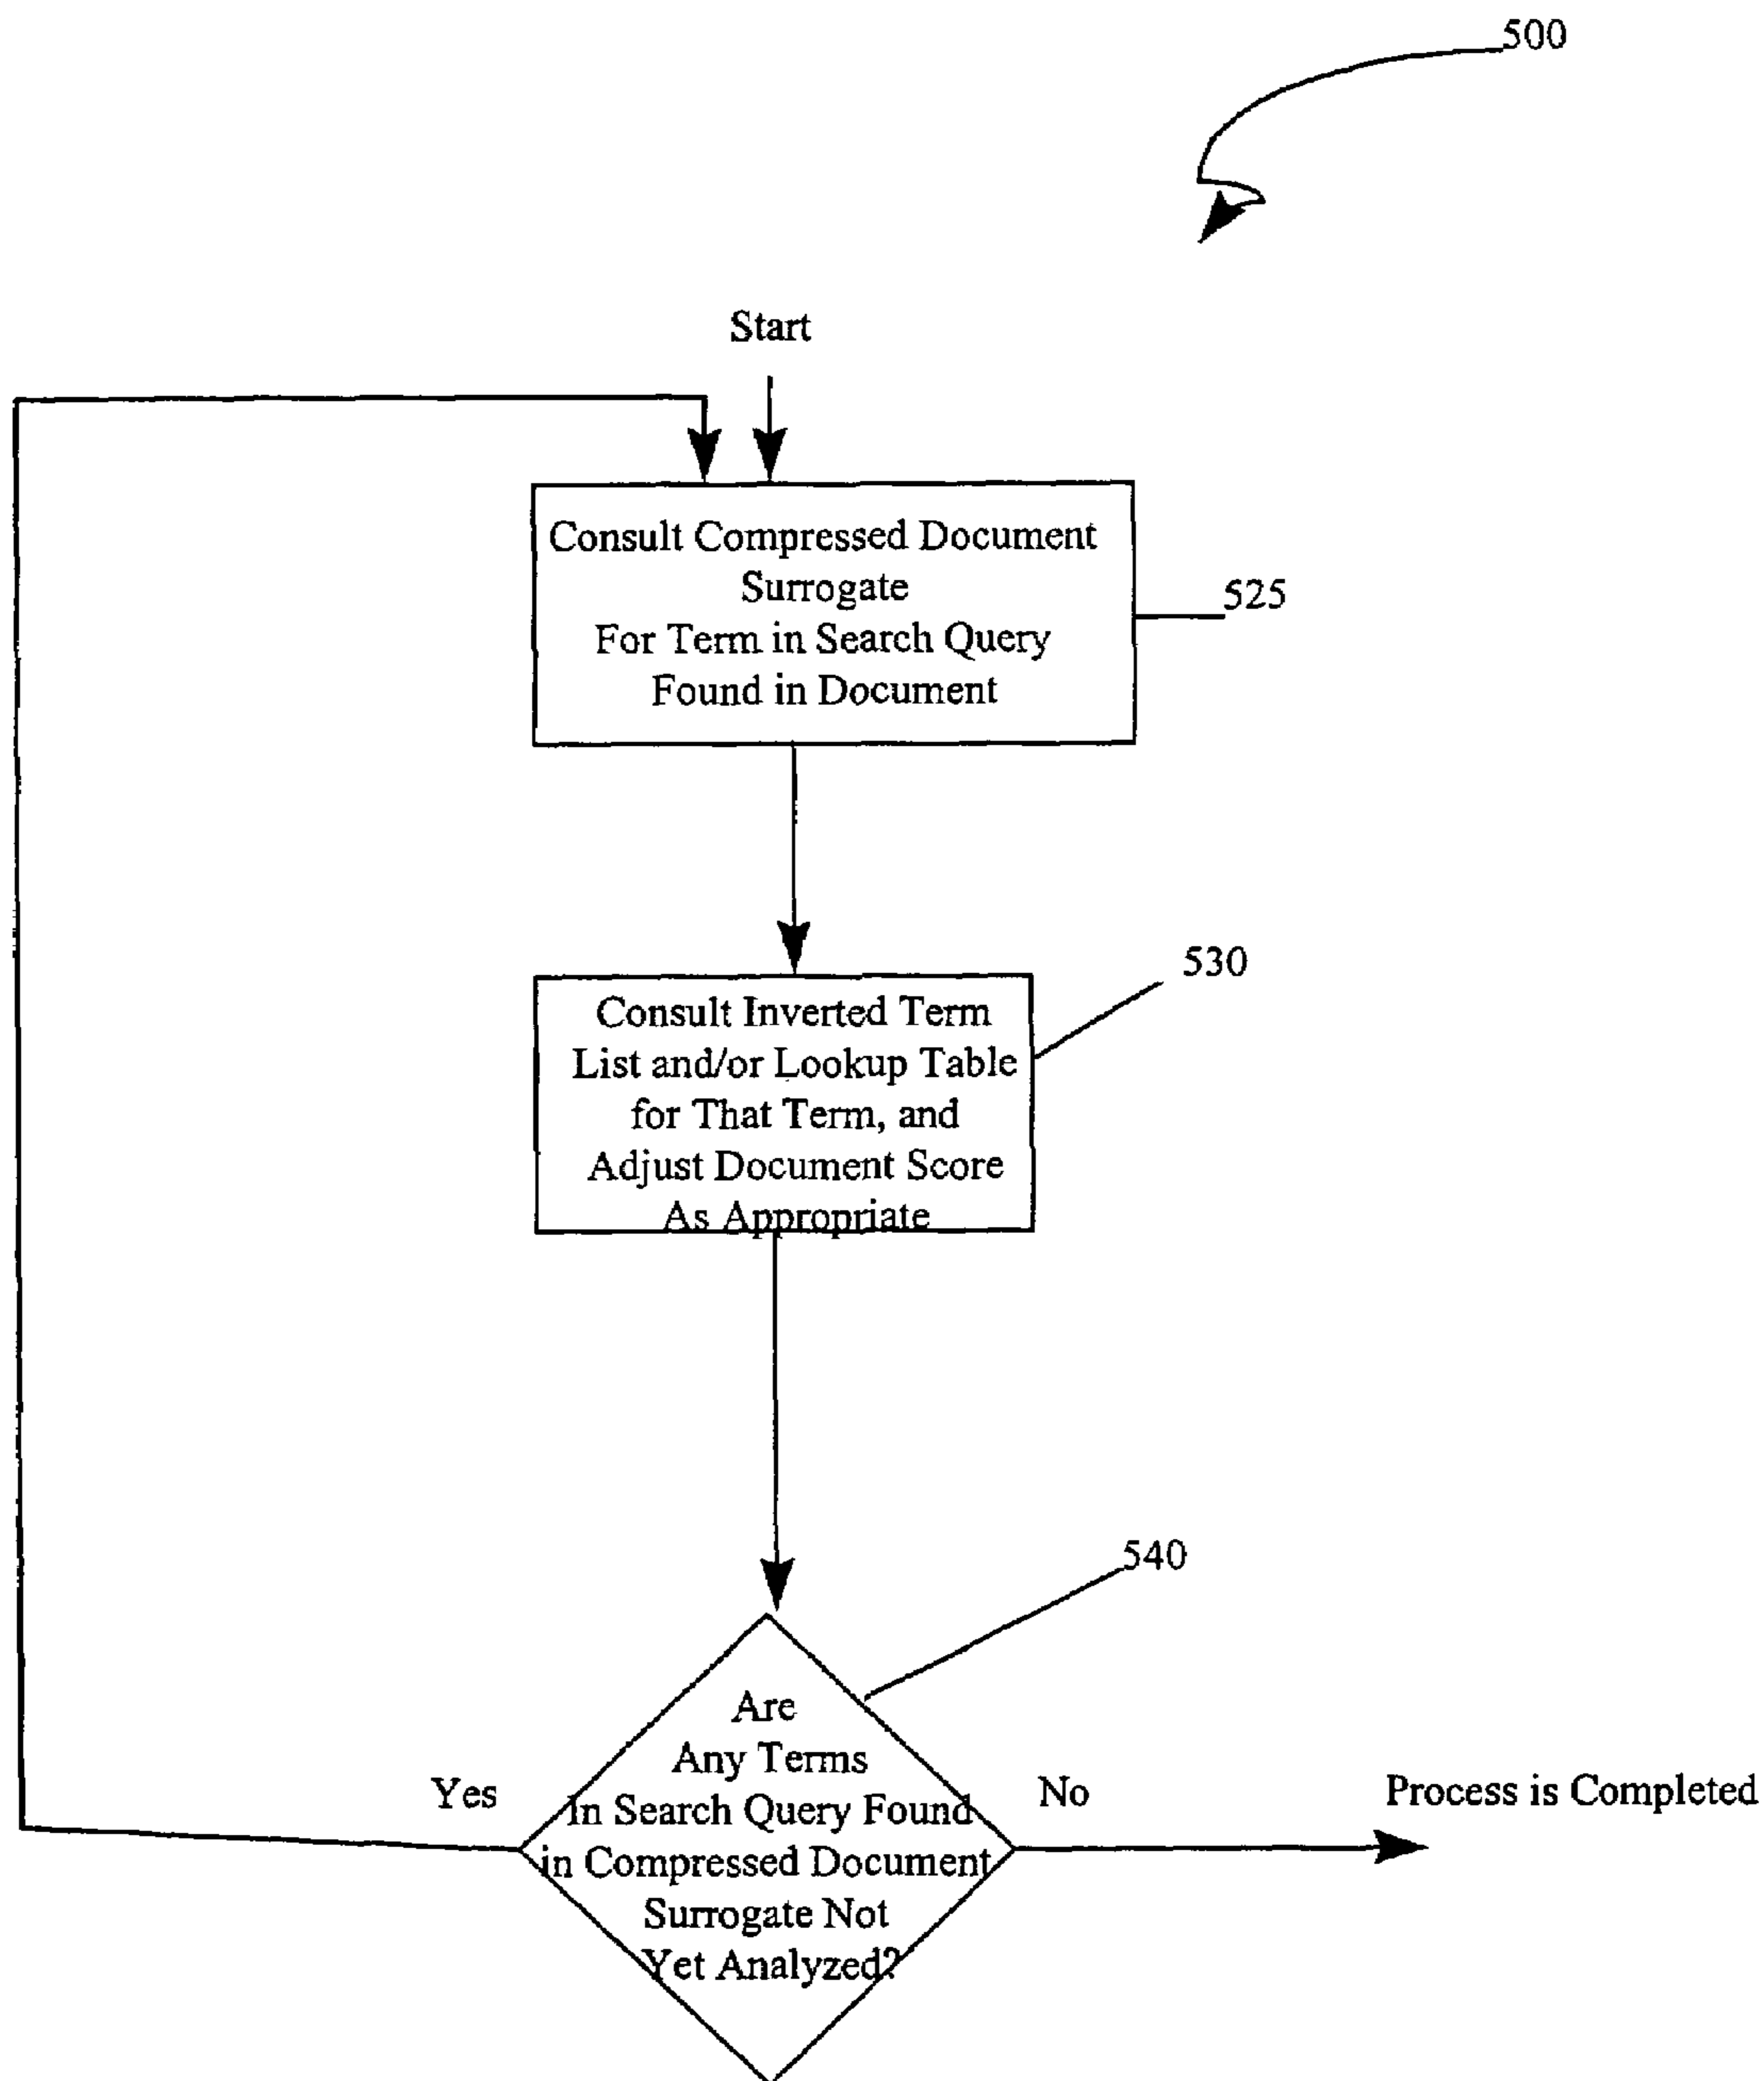 500
Start
Consult Compressed Document
Surrogate
For Term in Search Query
Found in Document
525
530
Consult Inverted Term
List and/or Lookup Table
for That Term, and
Adjust Document Score
As Appropriate
540
Are
Any Terms
In Search Query Found
in Compressed Document
Surrogate Not
Yet Analyzed?
Yes
No
Process is Completed